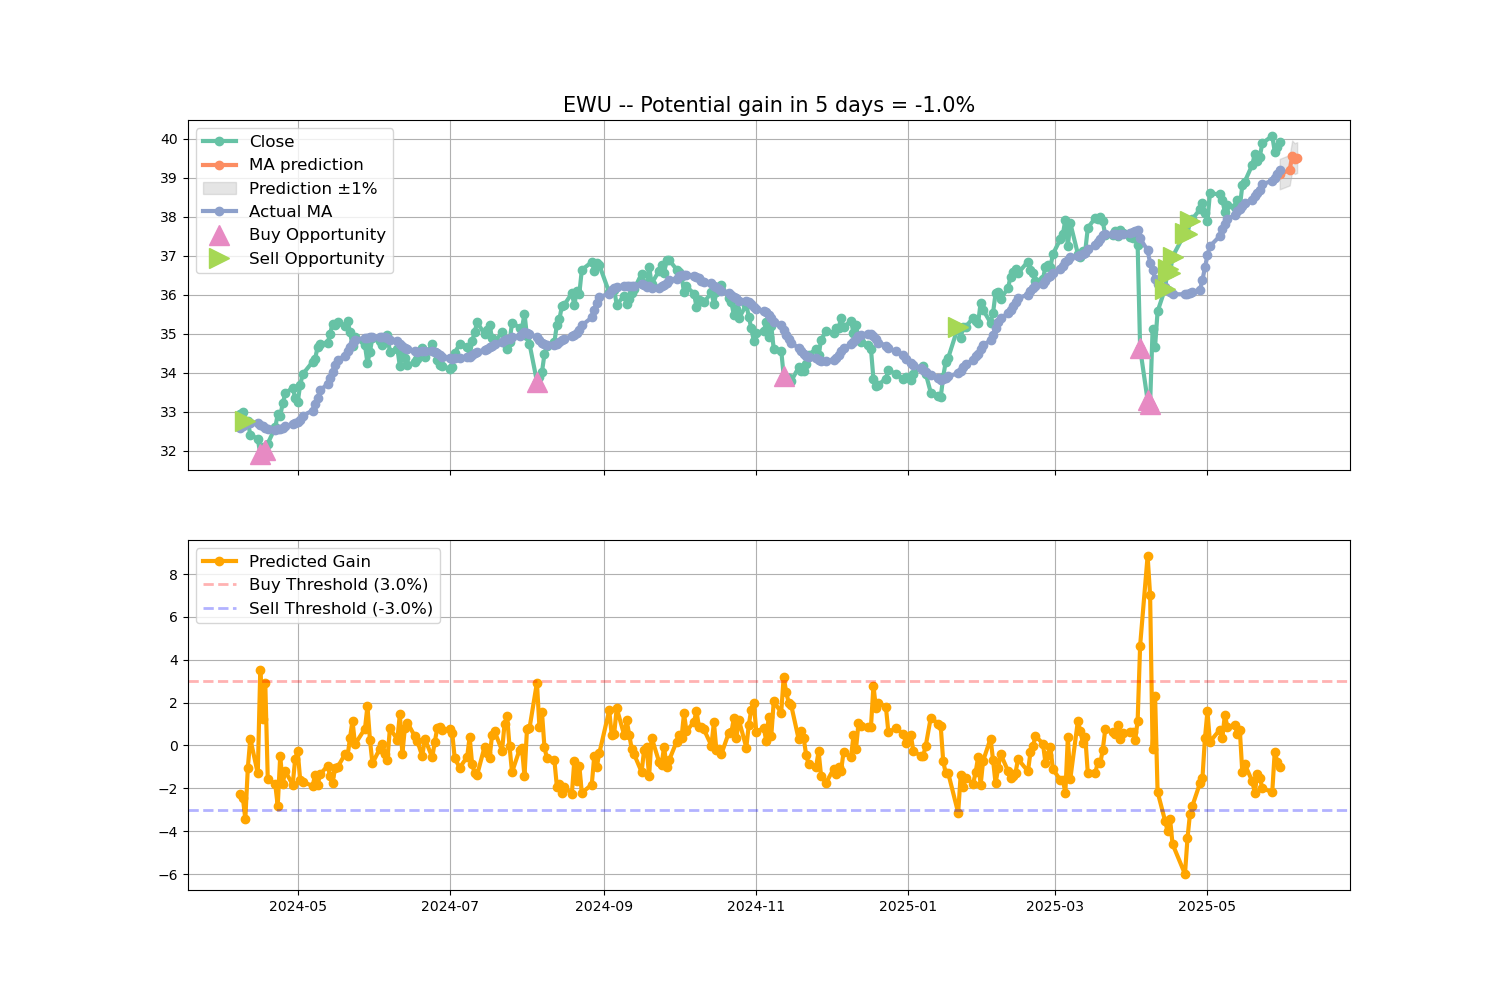 EWU -- Potential gain in 5 days = -1.0%
40
39
38
37
36
35
34
33
32
Close
MA prediction
Prediction ±1%
Actual MA
Buy Opportunity
Sell Opportunity
8
6
4
2
0
−2
−4
−6
Predicted Gain
Buy Threshold (3.0%)
Sell Threshold (-3.0%)
2024-05 2024-07 2024-09 2024-11 2025-01 2025-03 2025-05